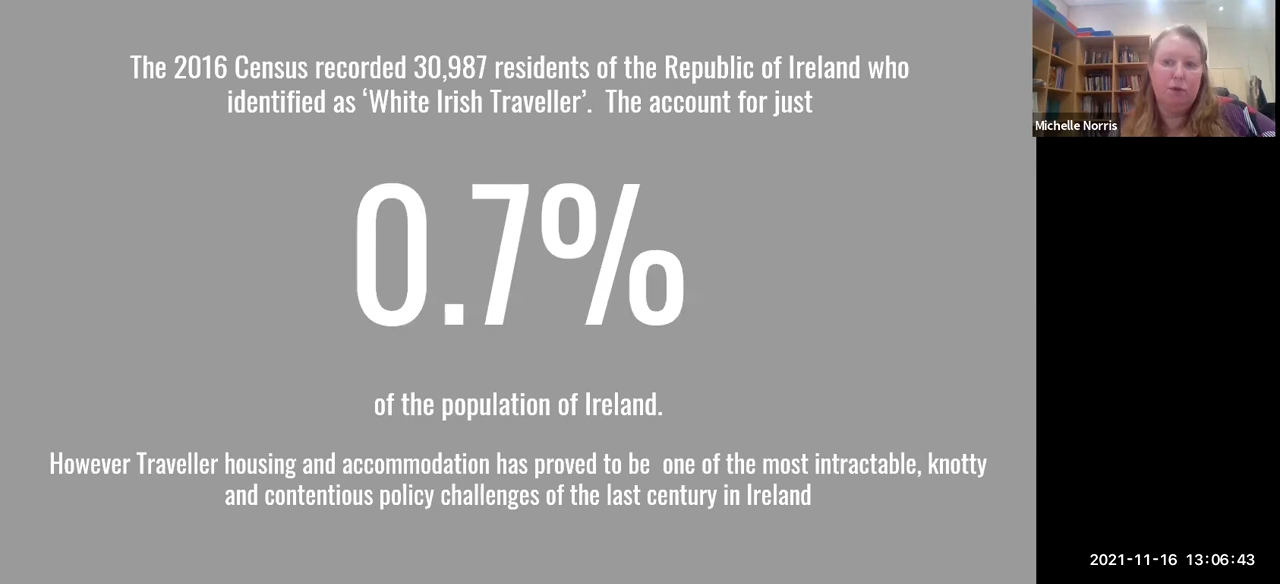 The 2016 Census recorded 30,987 residents of the Republic of Ireland who
identified as ‘White Irish Traveller’.  The account for just
0.7%
of the population of Ireland.
However Traveller housing and accommodation has proved to be  one of the most intractable, knotty
and contentious policy challenges of the last century in Ireland
Michelle Norris
2021-11-16 13:06:43